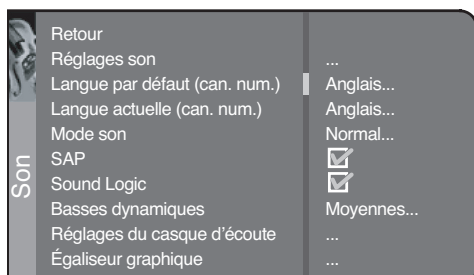 Retour
Réglages son ...
Langue par défaut (can. num.) Anglais...
Langue actuelle (can. num.) Anglais...
Mode son Normal...
SAP
Sound Logic
Basses dynamiques Moyennes...
Réglages du casque d'écoute ...
Égaliseur graphique ...
Son